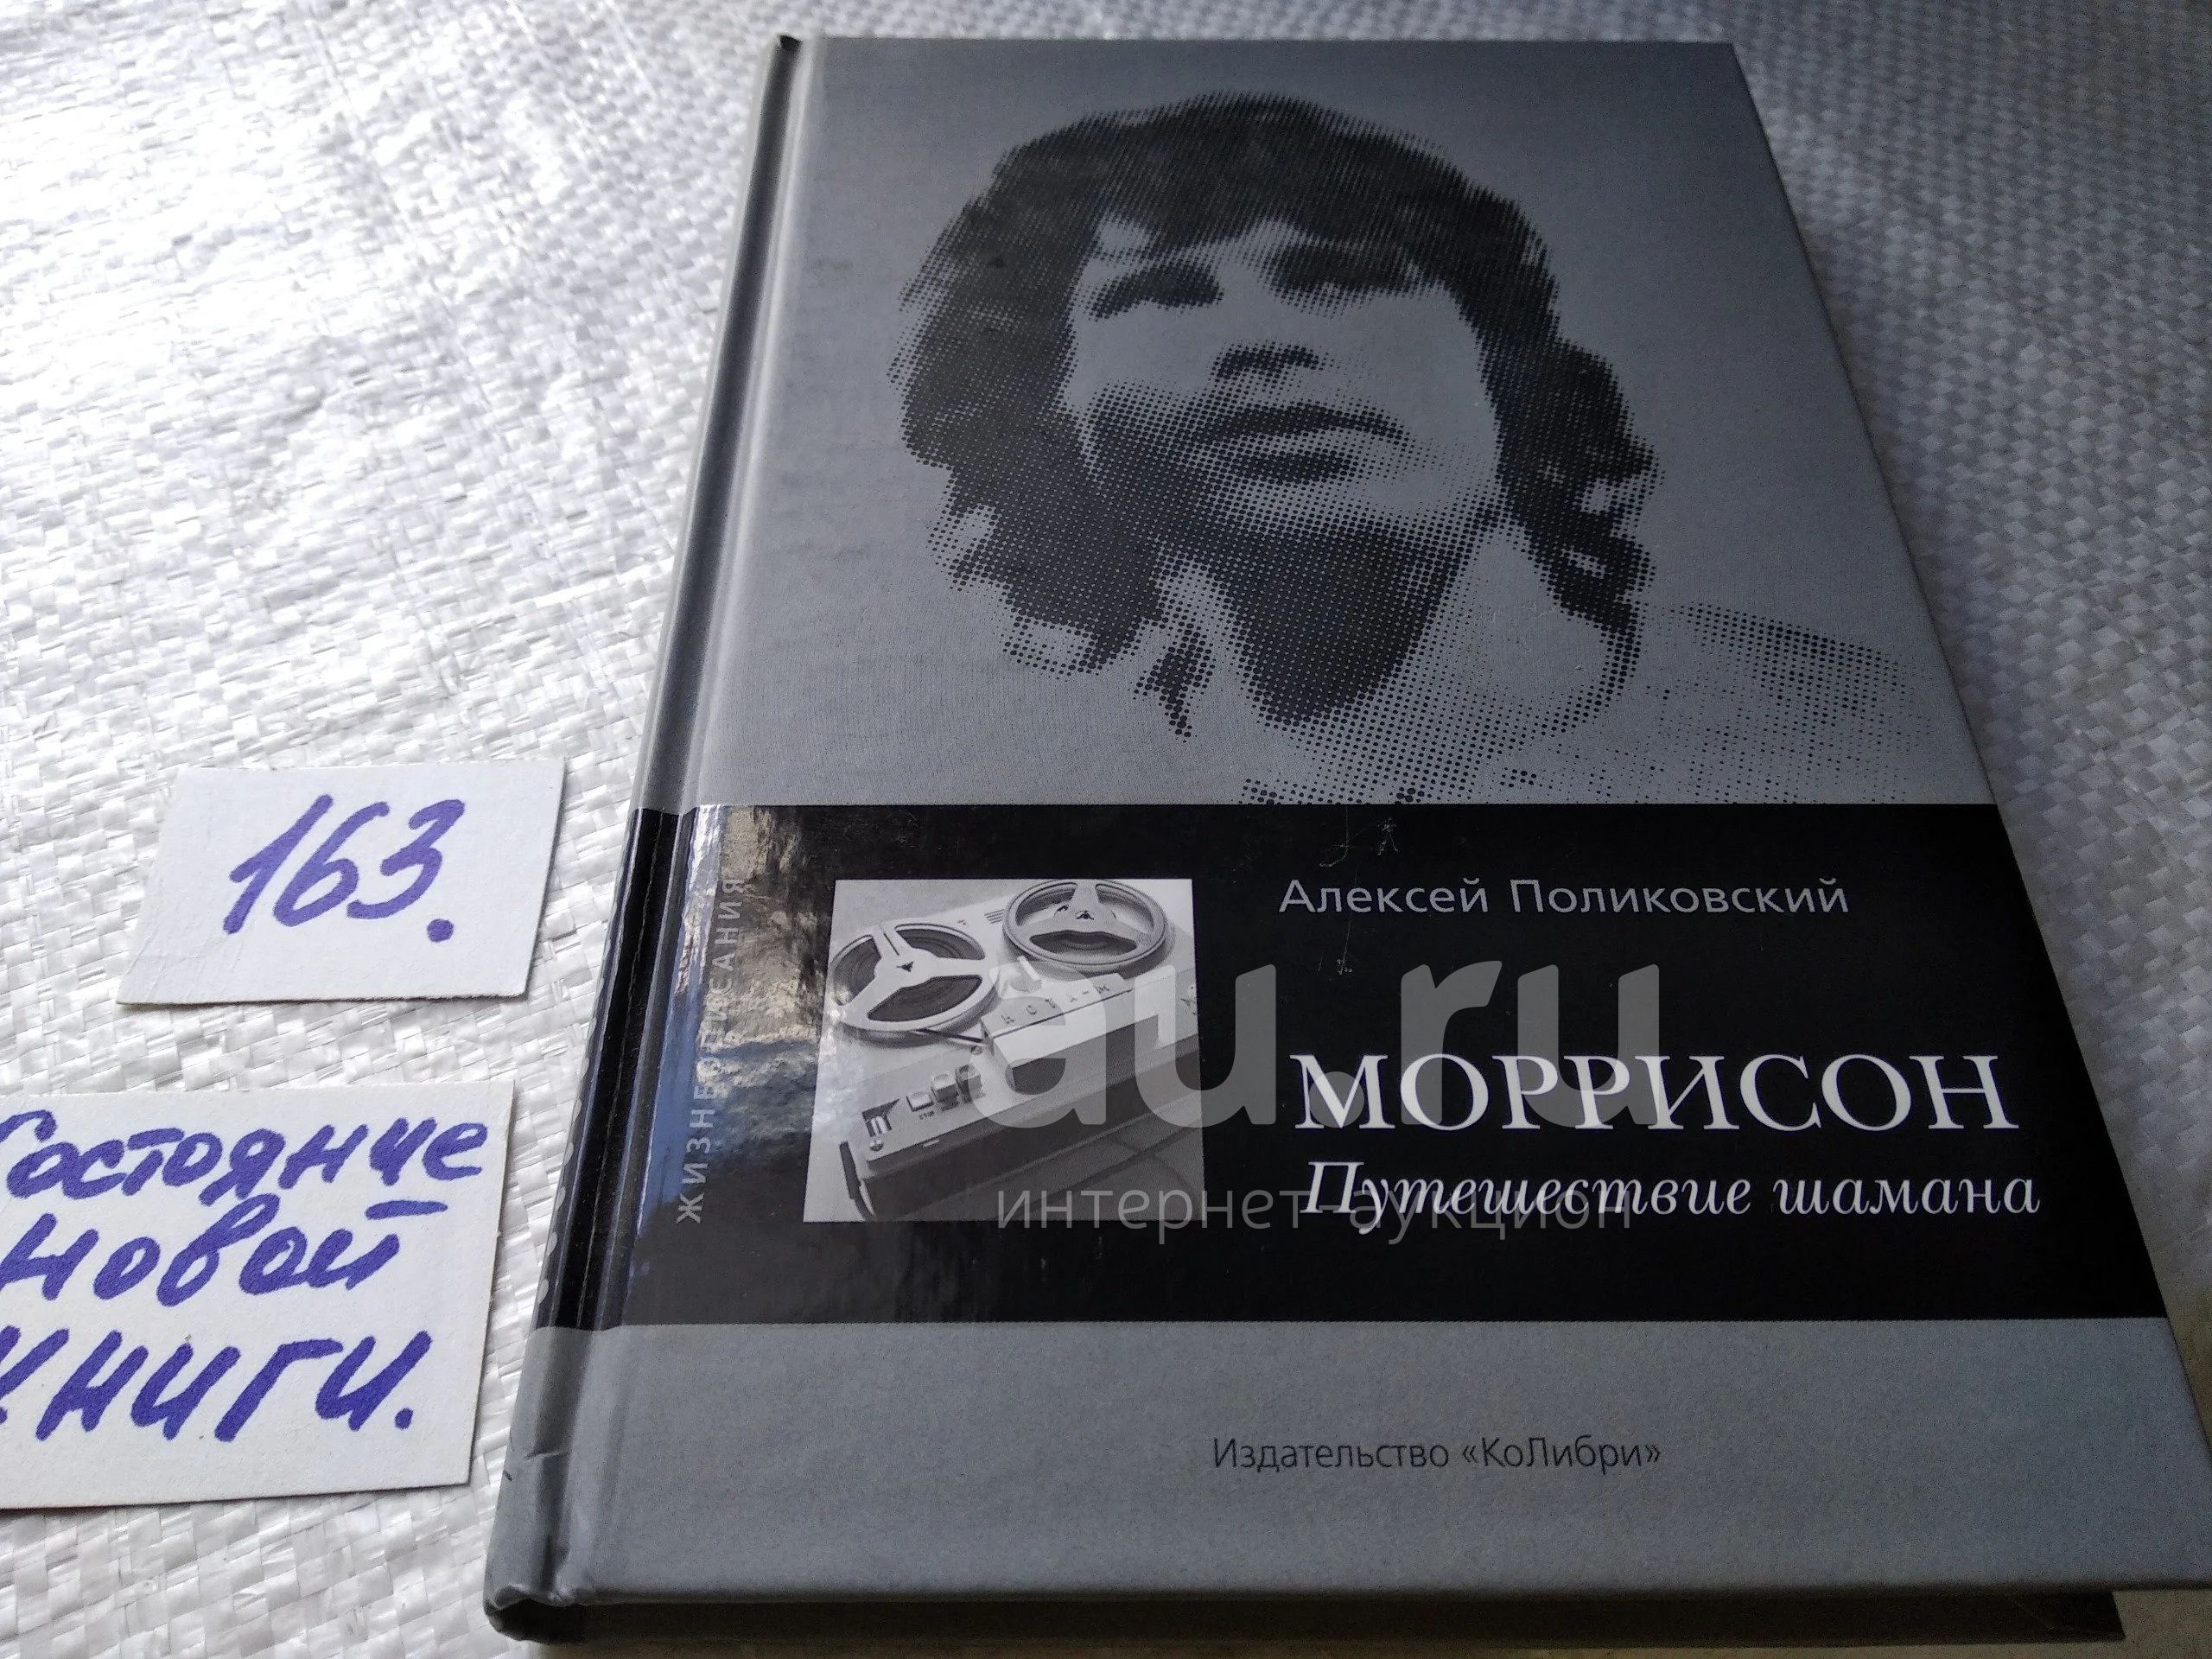 163.
Состояние
новой
книги.
ЖИЗНЕОПИСАНИЯ
Алексей Поликовский
МОРРИСОН
Путешествие шамана
Издательство «КоЛибри»
au.ru
интернет-аукцион